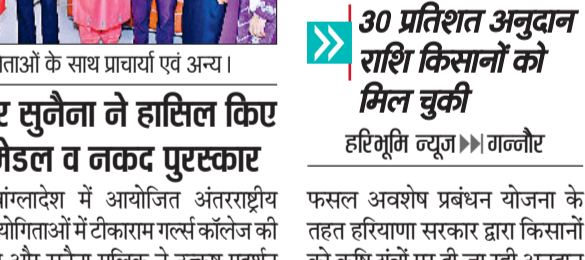 ताओं के साथ प्राचार्या एवं अन्य।
सुनैना ने हासिल किए
मेडल व नकद पुरस्कार
बांग्लादेश में आयोजित अंतरराष्ट्रीय
योगिताओं में टीकाराम गर्ल्स कॉलेज की
30 प्रतिशत अनुदान
राशि किसानों को
मिल चुकी
हरिभूमि न्यूज गन्नौर
फसल अवशेष प्रबंधन योजना के
तहत हरियाणा सरकार द्वारा किसानों